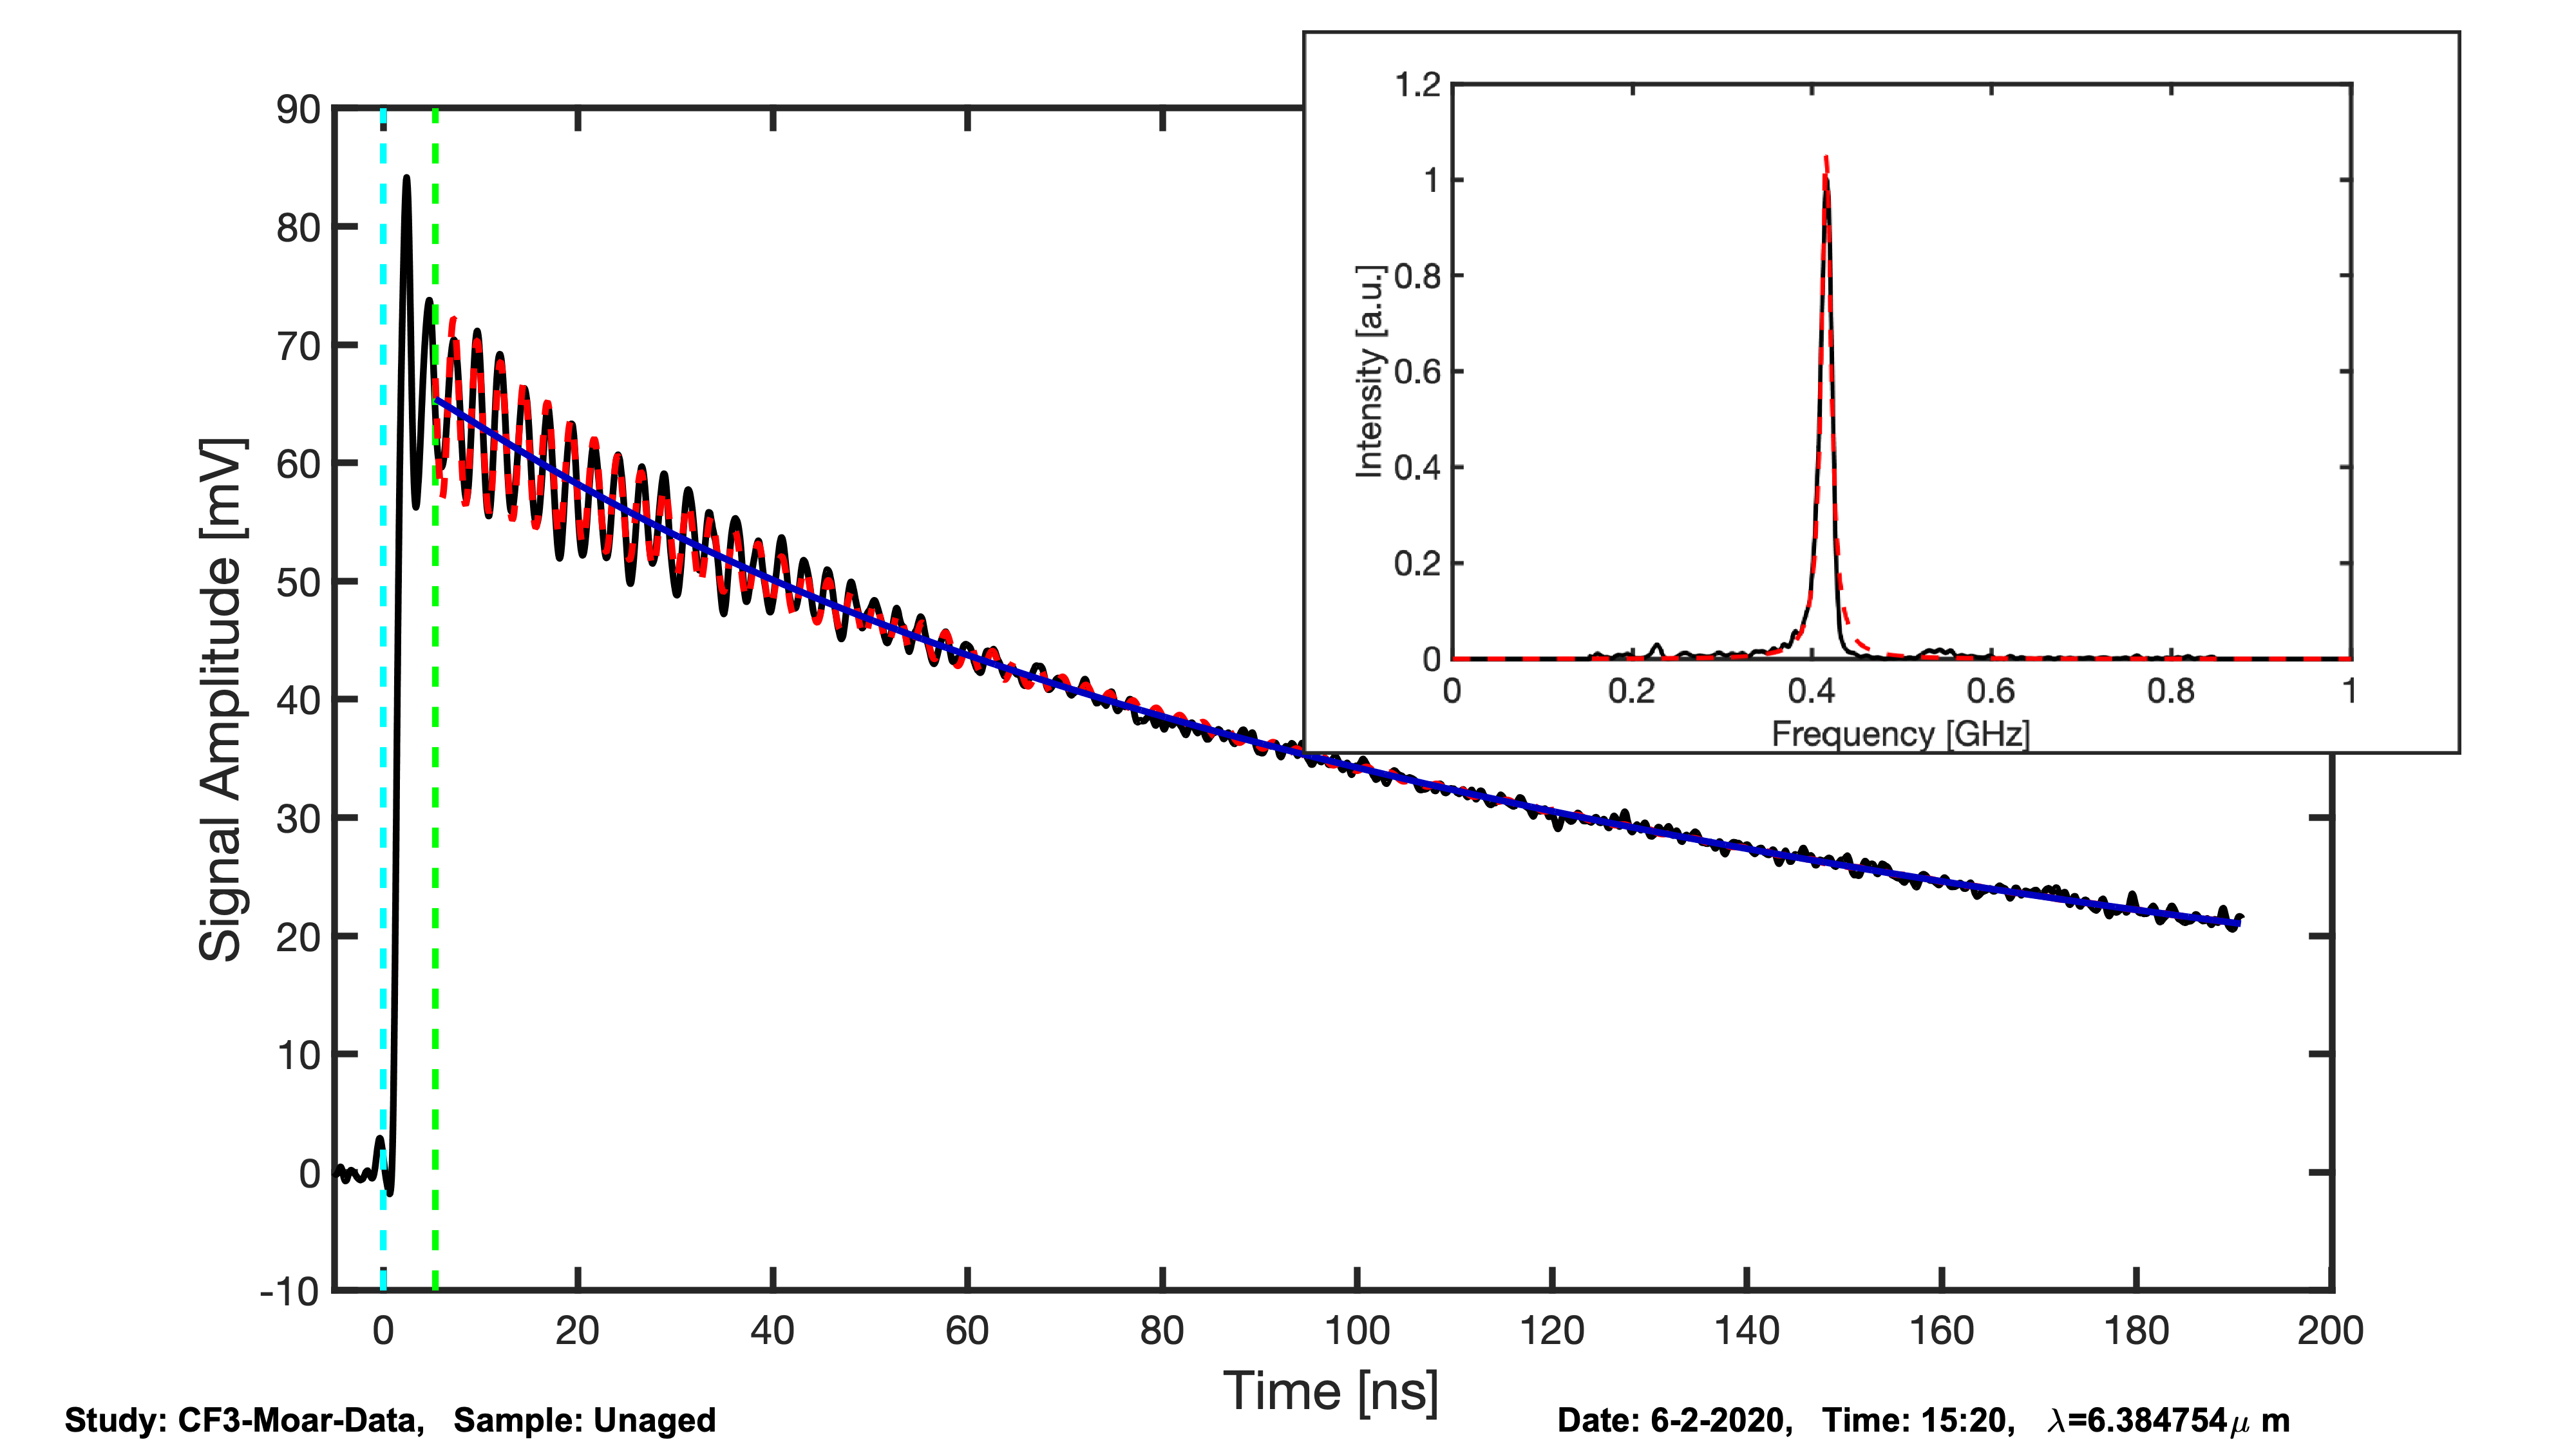 90
80
70
60
50
40
30
20
10
0
-10
Signal Amplitude [mV]
0 20 40 60 80 100 120 140 160 180 200
Time [ns]
1.2
1
0.8
0.6
0.4
0.2
0
Intensity [a.u.]
0 0.2 0.4 0.6 0.8 1
Frequency [GHz]
Study: CF3-Moar-Data, Sample: Unaged
Date: 6-2-2020, Time: 15:20, λ=6.384754μ m